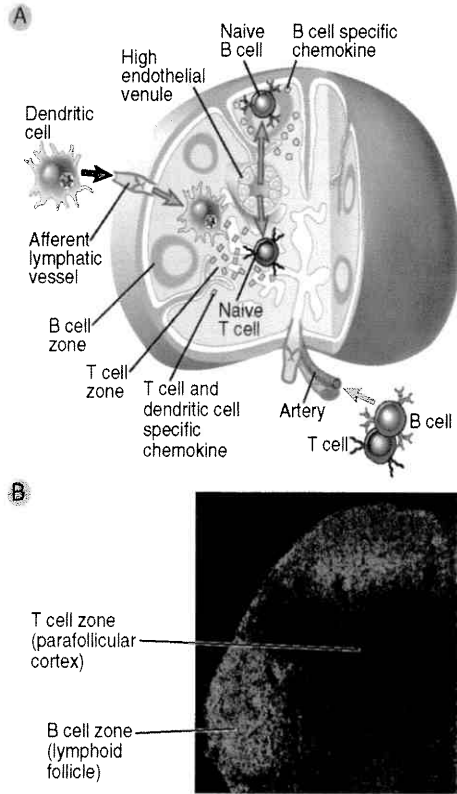 A
Naive
B cell
B cell specific
chemokine
High
endothelial
venule
Dendritic
cell
Afferent
lymphatic
vessel
B cell
zone
T cell
zone
Naive
T cell
T cell and
dendritic cell
specific
chemokine
Artery
B cell
T cell
B
T cell zone
(parafollicular
cortex)
B cell zone
(lymphoid
follicle)